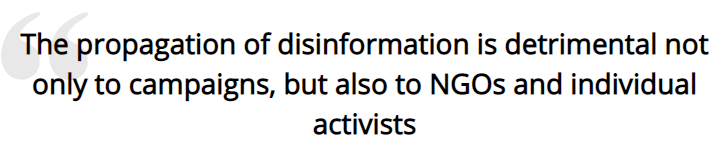 The propagation of disinformation is detrimental not
only to campaigns, but also to NGOs and individual
activists